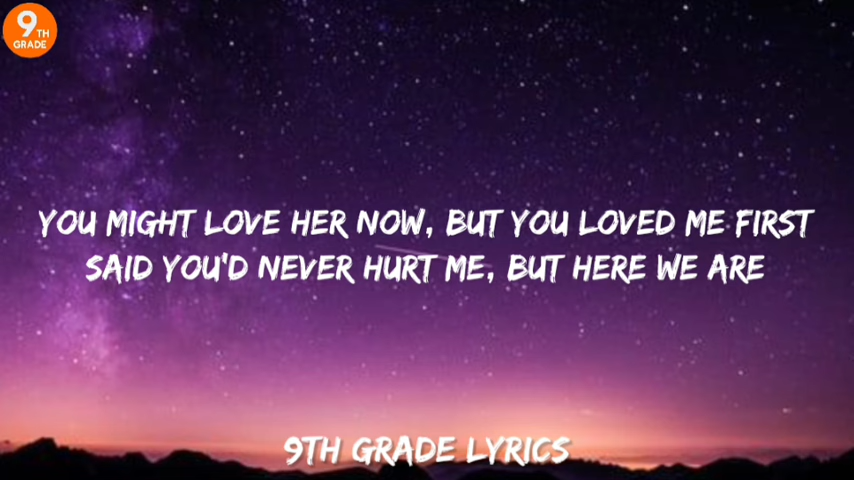 9TH
GRADE
YOU MIGHT LOVE HER NOW, BUT YOU LOVED ME FIRST
SAID YOU'D NEVER HURT ME, BUT HERE WE ARE
9TH GRADE LYRICS